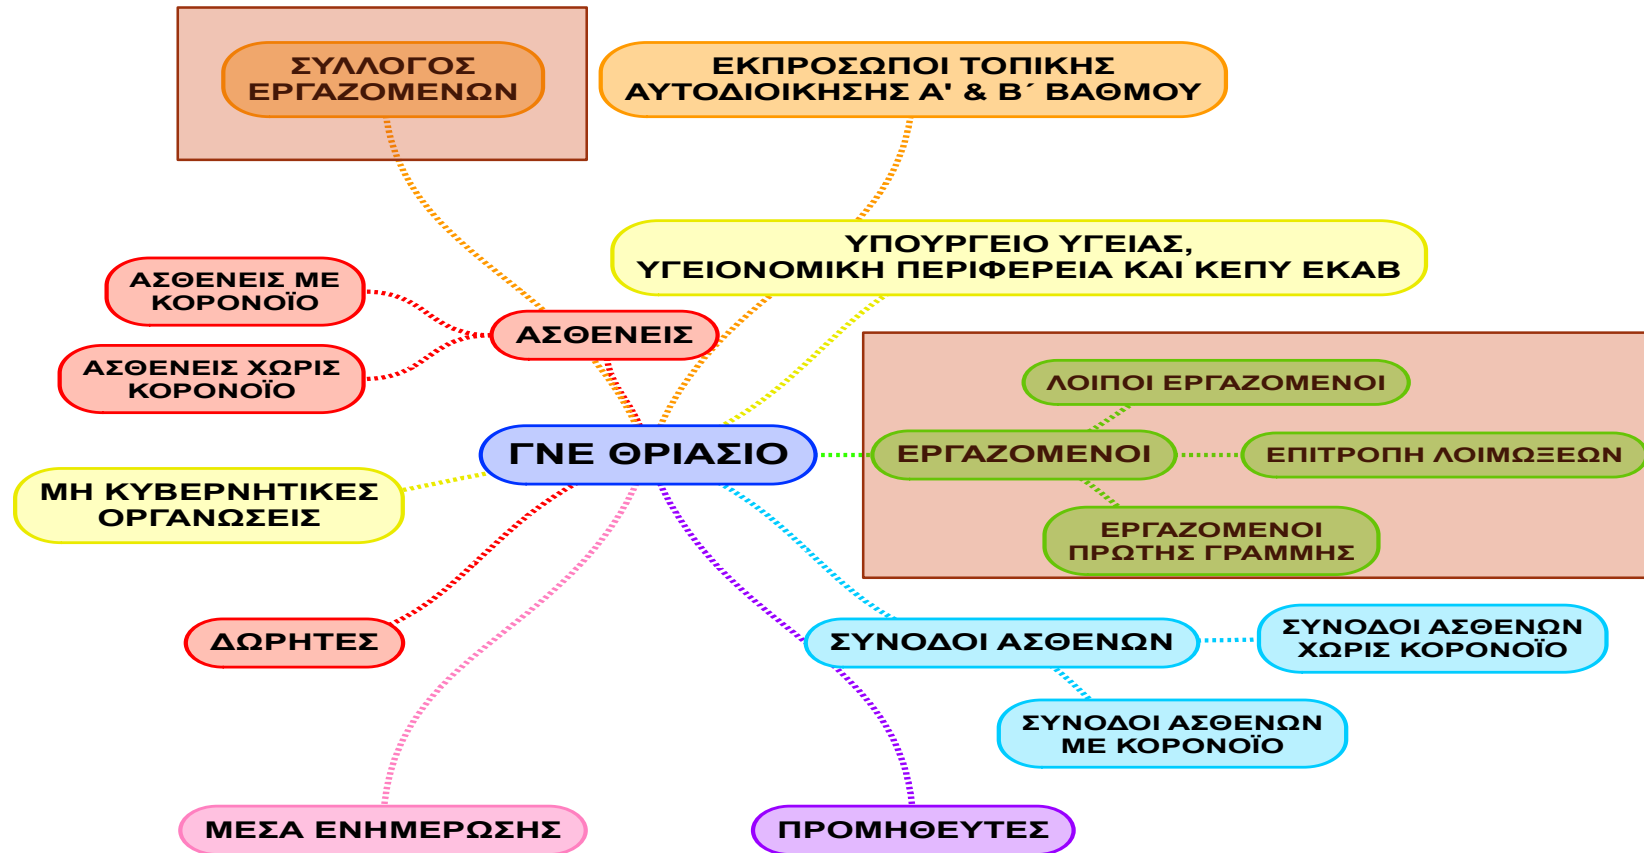 ΣΥΛΛΟΓΟΣ
ΕΡΓΑΖΟΜΕΝΩΝ
ΕΚΠΡΟΣΩΠΟΙ ΤΟΠΙΚΗΣ
ΑΥΤΟΔΙΟΙΚΗΣΗΣ Α' & Β΄ ΒΑΘΜΟΥ
ΥΠΟΥΡΓΕΙΟ ΥΓΕΙΑΣ,
ΥΓΕΙΟΝΟΜΙΚΗ ΠΕΡΙΦΕΡΕΙΑ ΚΑΙ ΚΕΠΥ ΕΚΑΒ
ΑΣΘΕΝΕΙΣ ΜΕ
ΚΟΡΟΝΟΪΟ
ΑΣΘΕΝΕΙΣ
ΑΣΘΕΝΕΙΣ ΧΩΡΙΣ
ΚΟΡΟΝΟΪΟ
ΛΟΙΠΟΙ ΕΡΓΑΖΟΜΕΝΟΙ
ΓΝΕ ΘΡΙΑΣΙΟ
ΕΡΓΑΖΟΜΕΝΟΙ
ΕΠΙΤΡΟΠΗ ΛΟΙΜΩΞΕΩΝ
ΜΗ ΚΥΒΕΡΝΗΤΙΚΕΣ
ΟΡΓΑΝΩΣΕΙΣ
ΕΡΓΑΖΟΜΕΝΟΙ
ΠΡΩΤΗΣ ΓΡΑΜΜΗΣ
ΔΩΡΗΤΕΣ
ΣΥΝΟΔΟΙ ΑΣΘΕΝΩΝ
ΣΥΝΟΔΟΙ ΑΣΘΕΝΩΝ
ΧΩΡΙΣ ΚΟΡΟΝΟΪΟ
ΣΥΝΟΔΟΙ ΑΣΘΕΝΩΝ
ΜΕ ΚΟΡΟΝΟΪΟ
ΜΕΣΑ ΕΝΗΜΕΡΩΣΗΣ
ΠΡΟΜΗΘΕΥΤΕΣ